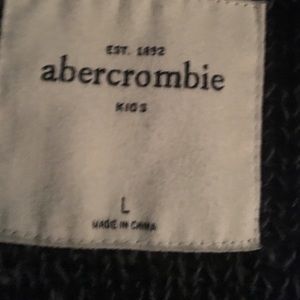 EST. 1892
abercrombie
KIDS
L
MADE IN CHINA